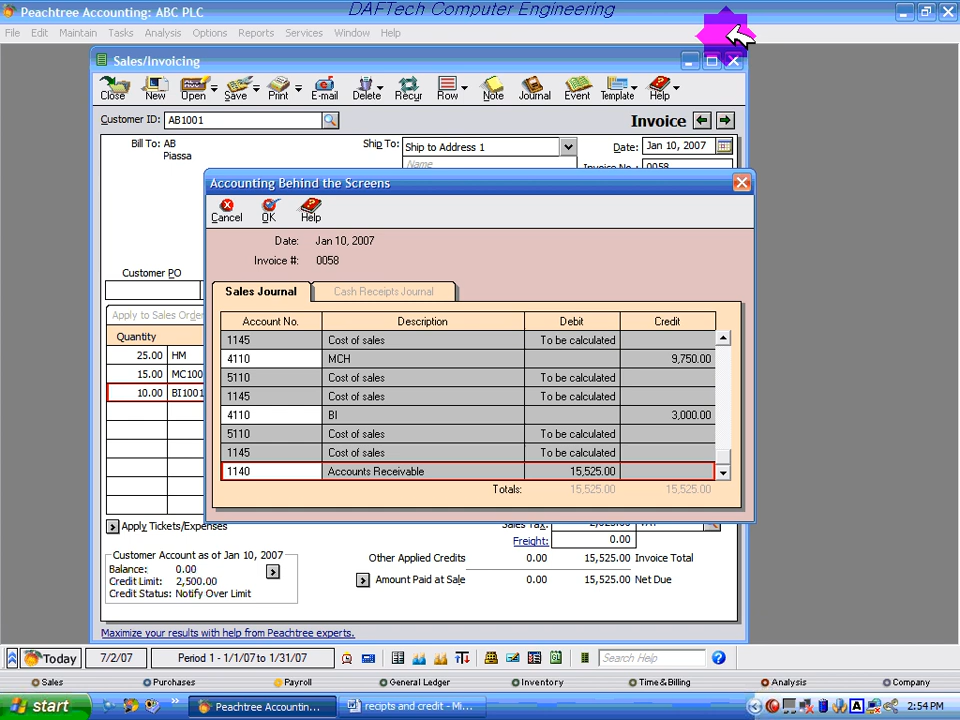 Peachtree Accounting: ABC PLC
DAFTech Computer Engineering
File Edit Maintain Tasks Analysis Options Reports Services Window Help
Sales/Invoicing
Close New Open Save Print E-mail Delete Recur Row Note Journal Event Template Help
Customer ID: AB1001
Invoice
Bill To: AB
Piassa
Ship To: Ship to Address 1
Name
Date: Jan 10, 2007
Invoice No.: 0058
Accounting Behind the Screens
Cancel OK Help
Date: Jan 10, 2007
Invoice #: 0058
Customer PO
Sales Journal Cash Receipts Journal
Apply to Sales Orde
Account No. Description Debit Credit
Quantity
1145 Cost of sales To be calculated
25.00 HM
4110 MCH 9,750.00
15.00 MC100
5110 Cost of sales To be calculated
10.00 BI1001
1145 Cost of sales To be calculated
4110 BI 3,000.00
5110 Cost of sales To be calculated
1145 Cost of sales To be calculated
1140 Accounts Receivable 15,525.00
Totals: 15,525.00 15,525.00
Apply Tickets/Expenses
Sales Tax:
Freight: 0.00
Customer Account as of Jan 10, 2007
Balance: 0.00
Credit Limit: 2,500.00
Credit Status: Notify Over Limit
Other Applied Credits 0.00 15,525.00 Invoice Total
Amount Paid at Sale 0.00 15,525.00 Net Due
Maximize your results with help from Peachtree experts.
Today 7/2/07 Period 1 - 1/1/07 to 1/31/07 Search Help
Sales Purchases Payroll General Ledger Inventory Time & Billing Analysis Company
start Peachtree Accountin... recipts and credit - Mi... 2:54 PM